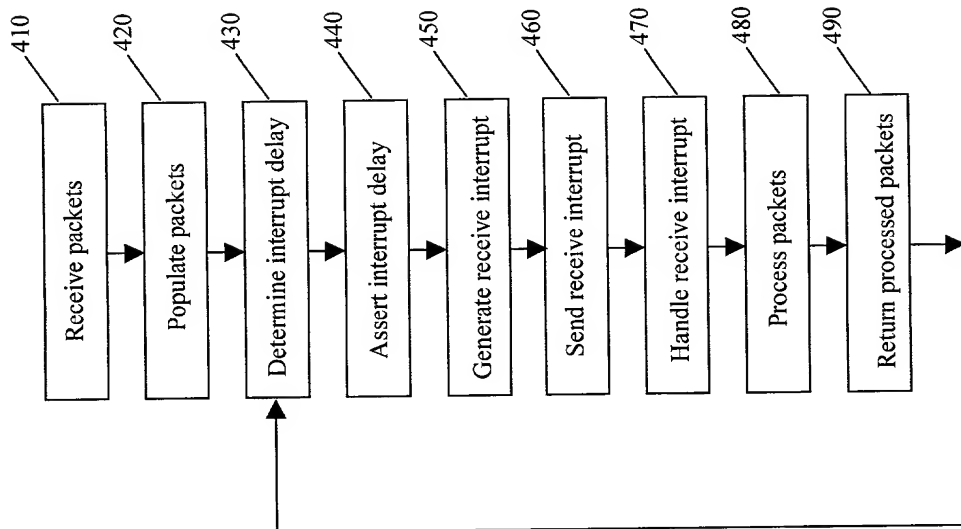 Receive packets
410
Populate packets
420
Determine interrupt delay
430
Assert interrupt delay
440
Generate receive interrupt
450
Send receive interrupt
460
Handle receive interrupt
470
Process packets
480
Return processed packets
490